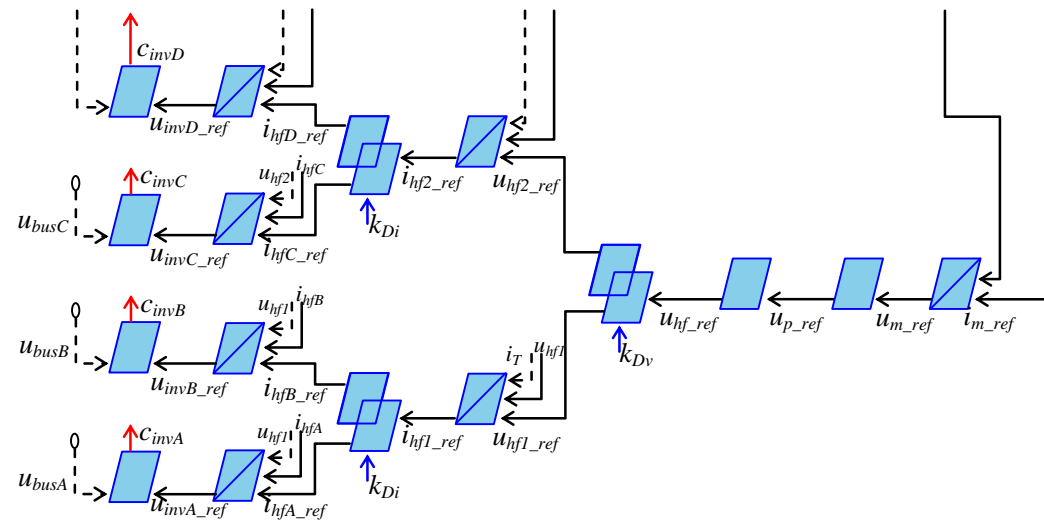 c_invD
u_invD_ref
i_hfD_ref
i_hf2_ref
u_hf2_ref
c_invC
u_hf2
i_hfC
u_busC
u_invC_ref
i_hfC_ref
k_Di
c_invB
u_hf1
i_hfB
u_busB
u_invB_ref
i_hfB_ref
u_hf_ref
u_p_ref
u_m_ref
i_m_ref
k_Dv
i_T
u_hf1
c_invA
u_hf1
i_hfA
i_hf1_ref
u_hf1_ref
u_busA
u_invA_ref
i_hfA_ref
k_Di